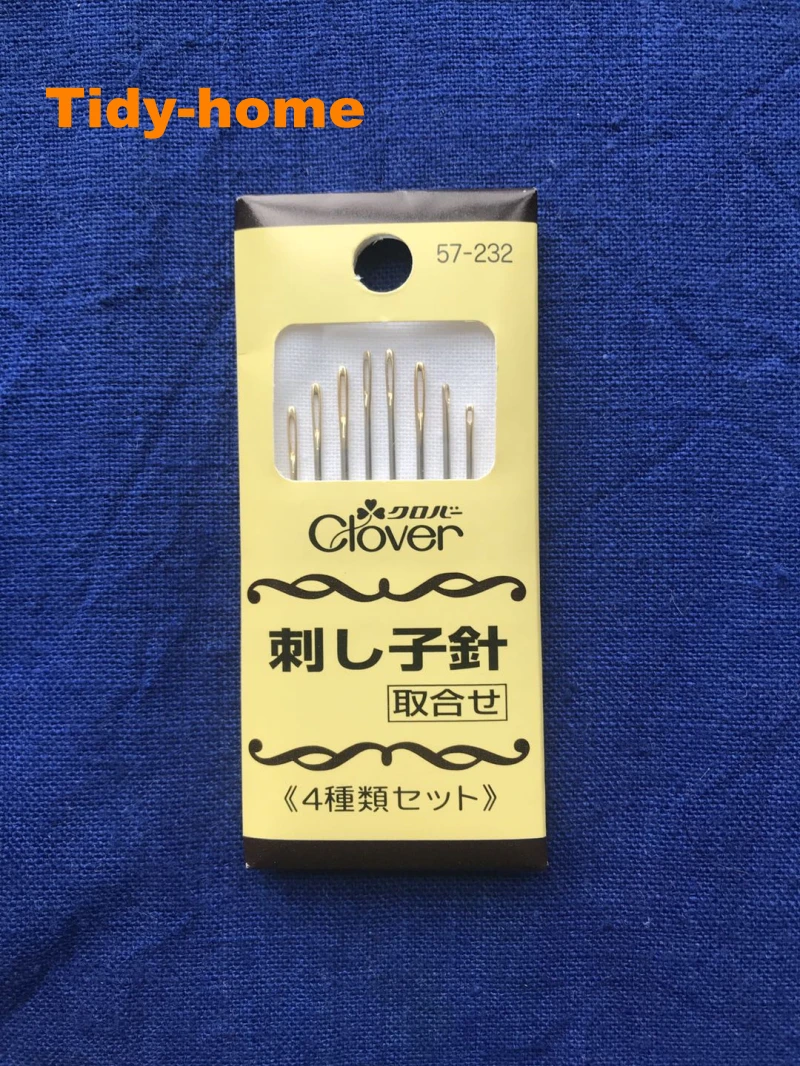 Tidy-home
57-232
クロバー
Clover
刺し子針
取合せ
《4種類セット》